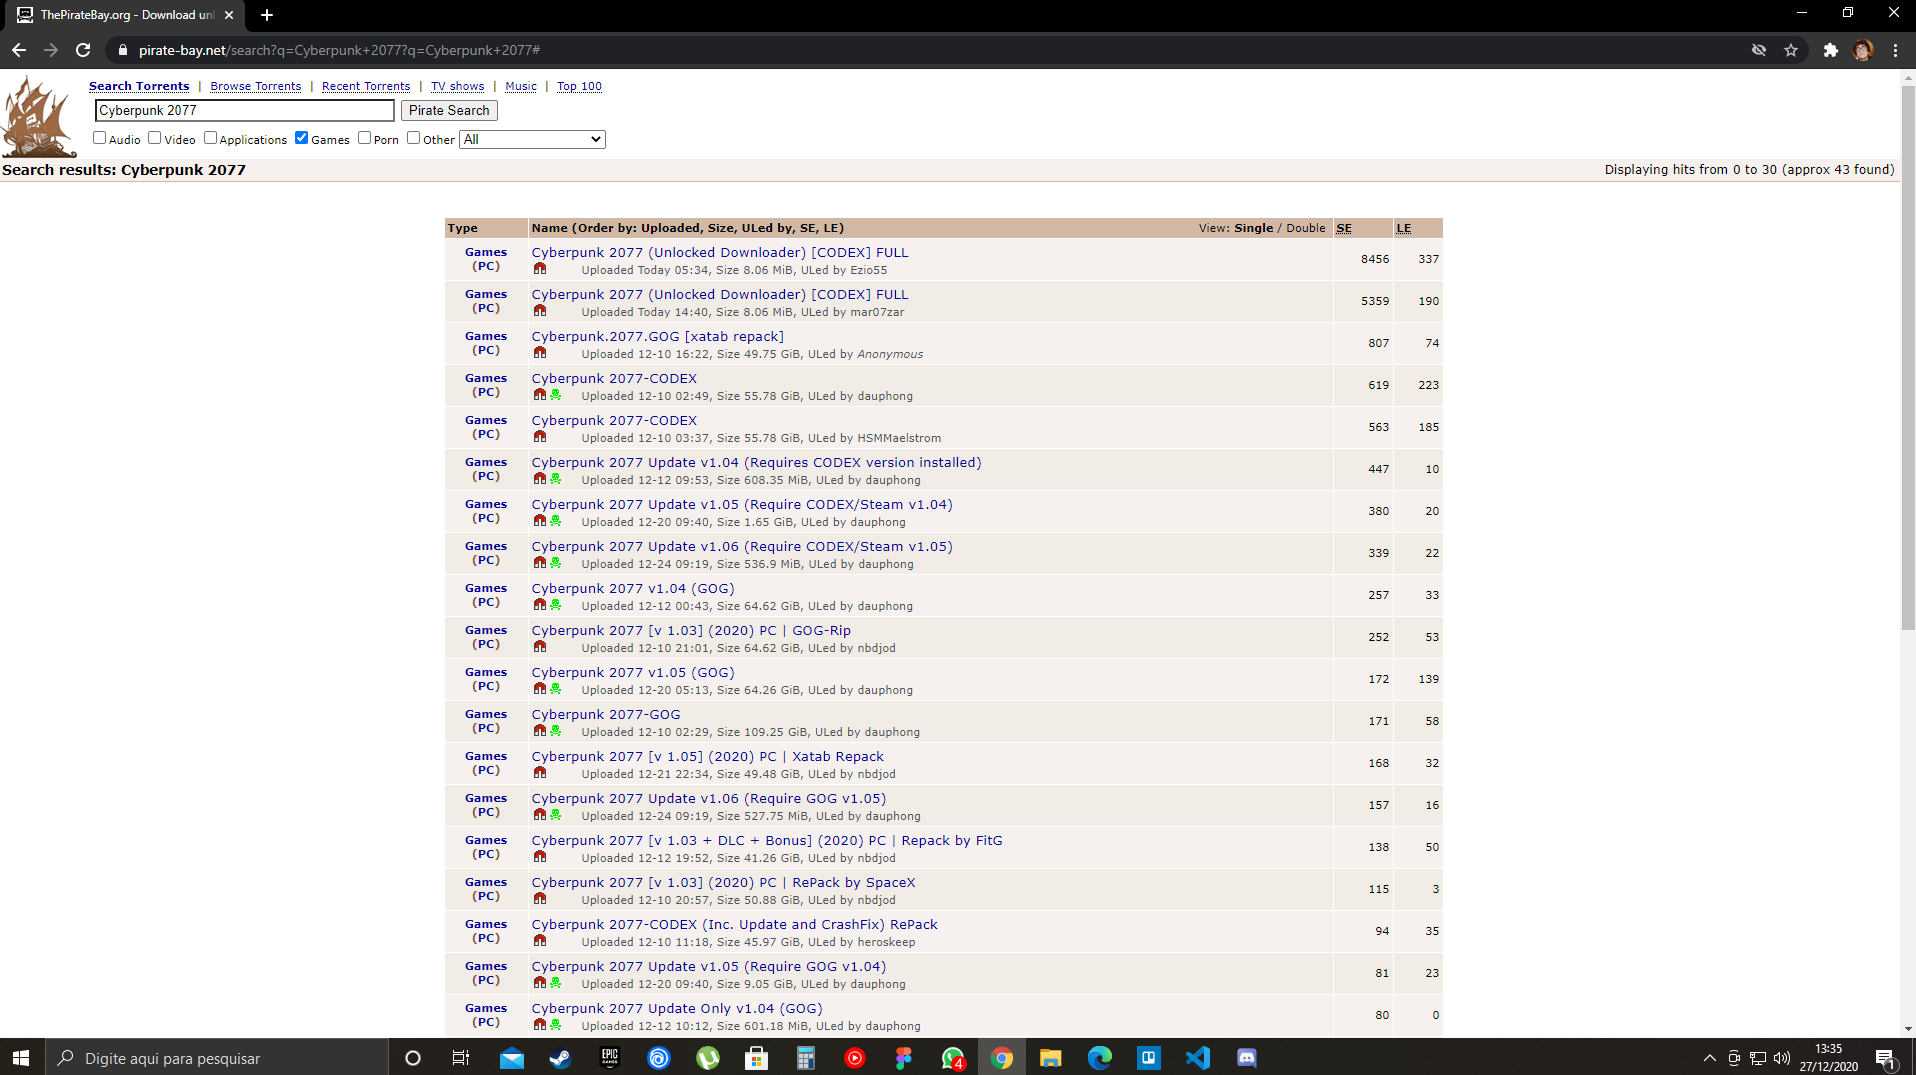 ThePirateBay.org - Download unl
pirate-bay.net/search?q=Cyberpunk+2077?q=Cyberpunk+2077#
Search Torrents | Browse Torrents | Recent Torrents | TV shows | Music | Top 100
Cyberpunk 2077 Pirate Search
Audio Video Applications Games Porn Other All
Search results: Cyberpunk 2077 Displaying hits from 0 to 30 (approx 43 found)
Type Name (Order by: Uploaded, Size, ULed by, SE, LE) View: Single / Double SE LE
Games Cyberpunk 2077 (Unlocked Downloader) [CODEX] FULL 8456 337
(PC) Uploaded Today 05:34, Size 8.06 MiB, ULed by Ezio55
Games Cyberpunk 2077 (Unlocked Downloader) [CODEX] FULL 5359 190
(PC) Uploaded Today 14:40, Size 8.06 MiB, ULed by mar07zar
Games Cyberpunk.2077.GOG [xatab repack] 807 74
(PC) Uploaded 12-10 16:22, Size 49.75 GiB, ULed by Anonymous
Games Cyberpunk 2077-CODEX 619 223
(PC) Uploaded 12-10 02:49, Size 55.78 GiB, ULed by dauphong
Games Cyberpunk 2077-CODEX 563 185
(PC) Uploaded 12-10 03:37, Size 55.78 GiB, ULed by HSMMaelstrom
Games Cyberpunk 2077 Update v1.04 (Requires CODEX version installed) 447 10
(PC) Uploaded 12-12 09:53, Size 608.35 MiB, ULed by dauphong
Games Cyberpunk 2077 Update v1.05 (Require CODEX/Steam v1.04) 380 20
(PC) Uploaded 12-20 09:40, Size 1.65 GiB, ULed by dauphong
Games Cyberpunk 2077 Update v1.06 (Require CODEX/Steam v1.05) 339 22
(PC) Uploaded 12-24 09:19, Size 536.9 MiB, ULed by dauphong
Games Cyberpunk 2077 v1.04 (GOG) 257 33
(PC) Uploaded 12-12 00:43, Size 64.62 GiB, ULed by dauphong
Games Cyberpunk 2077 [v 1.03] (2020) PC | GOG-Rip 252 53
(PC) Uploaded 12-10 21:01, Size 64.62 GiB, ULed by nbdjod
Games Cyberpunk 2077 v1.05 (GOG) 172 139
(PC) Uploaded 12-20 05:13, Size 64.26 GiB, ULed by dauphong
Games Cyberpunk 2077-GOG 171 58
(PC) Uploaded 12-10 02:29, Size 109.25 GiB, ULed by dauphong
Games Cyberpunk 2077 [v 1.05] (2020) PC | Xatab Repack 168 32
(PC) Uploaded 12-21 22:34, Size 49.48 GiB, ULed by nbdjod
Games Cyberpunk 2077 Update v1.06 (Require GOG v1.05) 157 16
(PC) Uploaded 12-24 09:19, Size 527.75 MiB, ULed by dauphong
Games Cyberpunk 2077 [v 1.03 + DLC + Bonus] (2020) PC | Repack by FitG 138 50
(PC) Uploaded 12-12 19:52, Size 41.26 GiB, ULed by nbdjod
Games Cyberpunk 2077 [v 1.03] (2020) PC | RePack by SpaceX 115 3
(PC) Uploaded 12-10 20:57, Size 50.88 GiB, ULed by nbdjod
Games Cyberpunk 2077-CODEX (Inc. Update and CrashFix) RePack 94 35
(PC) Uploaded 12-10 11:18, Size 45.97 GiB, ULed by heroskeep
Games Cyberpunk 2077 Update v1.05 (Require GOG v1.04) 81 23
(PC) Uploaded 12-20 09:40, Size 9.05 GiB, ULed by dauphong
Games Cyberpunk 2077 Update Only v1.04 (GOG) 80 0
(PC) Uploaded 12-12 10:12, Size 601.18 MiB, ULed by dauphong
Digite aqui para pesquisar
EPIC GAMES
4
13:35
27/12/2020
1